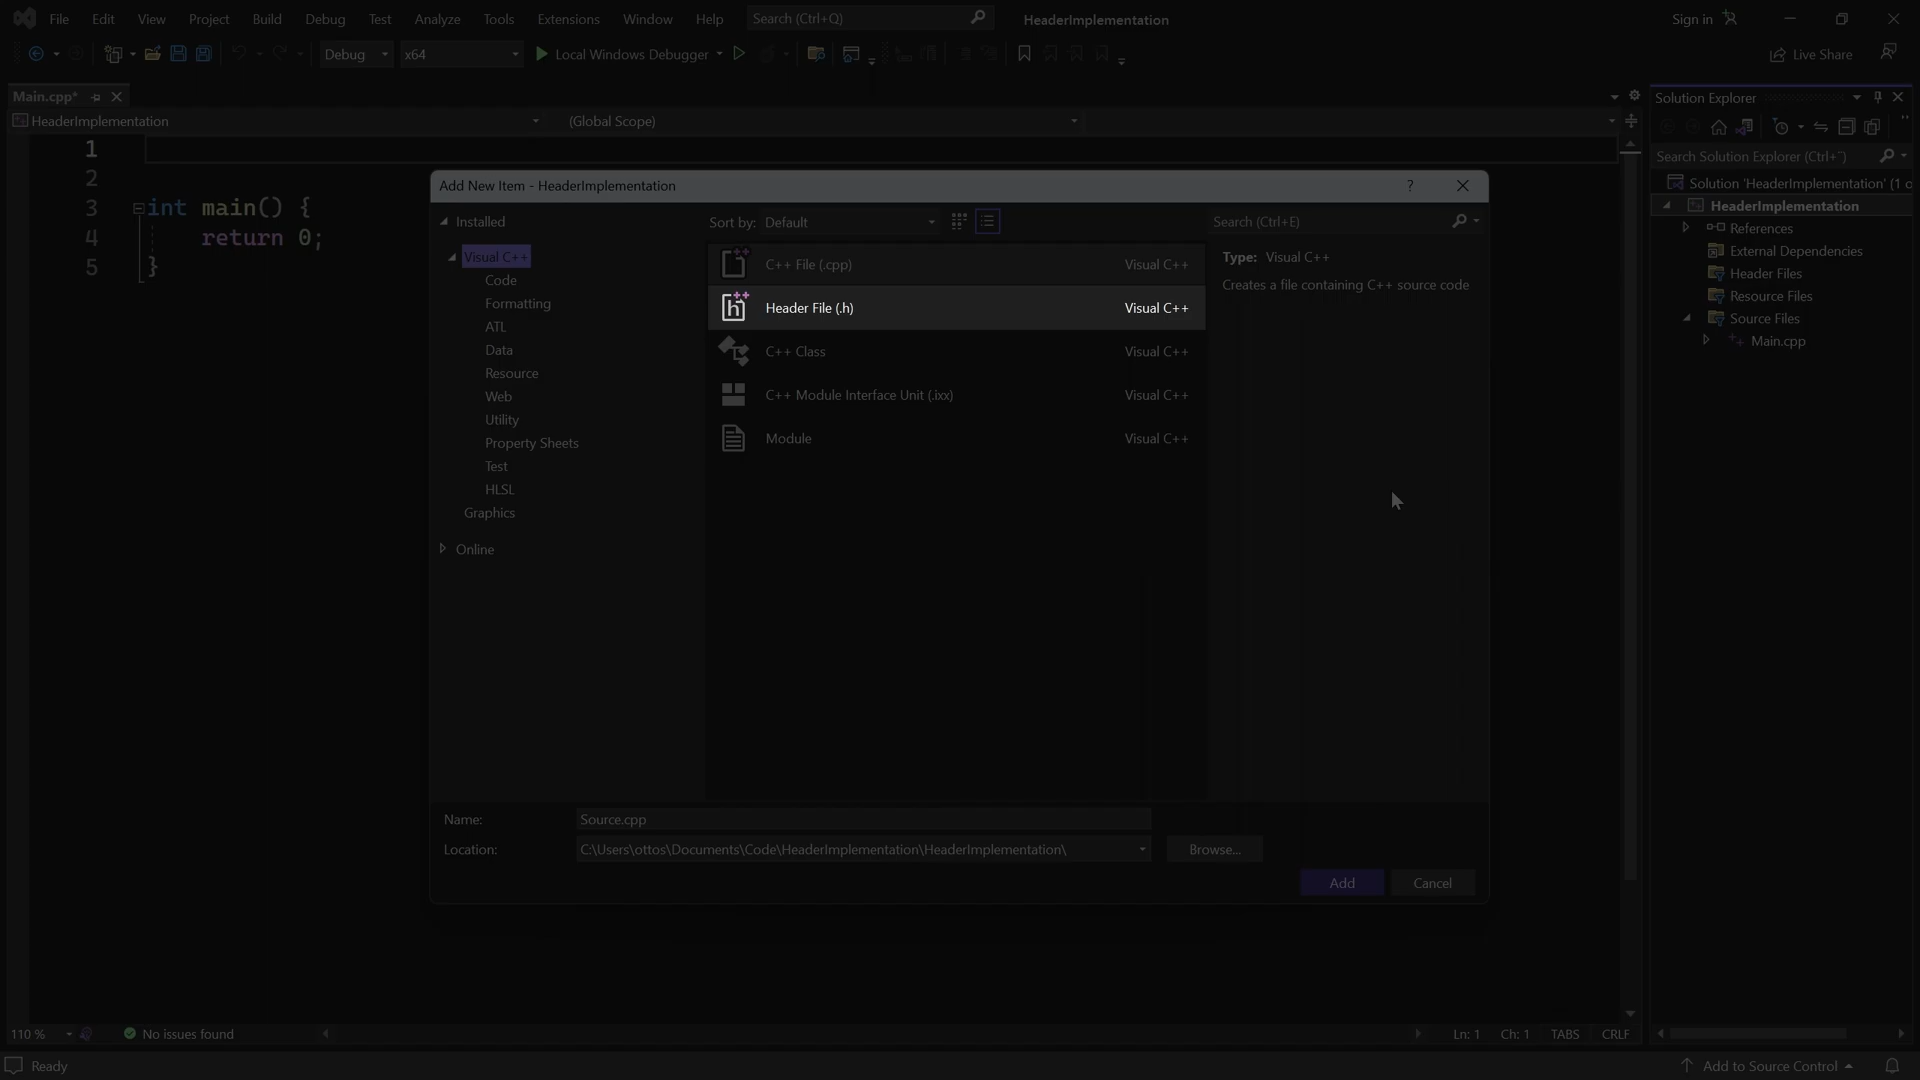 File Edit View Project Build Debug Test Analyze Tools Extensions Window Help Search (Ctrl+Q) HeaderImplementation Sign in
Debug x64 Local Windows Debugger Live Share
Main.cpp*
HeaderImplementation (Global Scope)
1
2
3 int main() {
4 return 0;
5 }
Add New Item - HeaderImplementation ?
Installed
Visual C++
Code
Formatting
ATL
Data
Resource
Web
Utility
Property Sheets
Test
HLSL
Graphics
Online
Sort by: Default
C++ File (.cpp) Visual C++
Header File (.h) Visual C++
C++ Class Visual C++
C++ Module Interface Unit (.ixx) Visual C++
Module Visual C++
Search (Ctrl+E)
Type: Visual C++
Creates a file containing C++ source code
Name: Source.cpp
Location: C:\Users\ottos\Documents\Code\HeaderImplementation\HeaderImplementation\ Browse...
Add Cancel
Solution Explorer
Search Solution Explorer (Ctrl+¨)
Solution 'HeaderImplementation' (1 o
HeaderImplementation
References
External Dependencies
Header Files
Resource Files
Source Files
Main.cpp
110 % No issues found Ln: 1 Ch: 1 TABS CRLF
Ready Add to Source Control